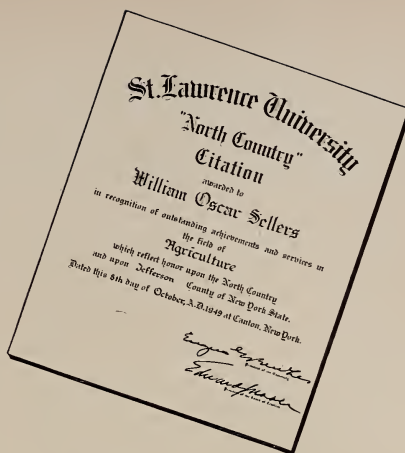 St. Lawrence University
"North Country"
Citation
awarded to
William Oscar Sellers
in recognition of outstanding achievements and services in
the field of
Agriculture
which reflect honor upon the North Country
and upon Jefferson County of New York State.
Dated this 8th day of October, A.D. 1949 at Canton, New York.